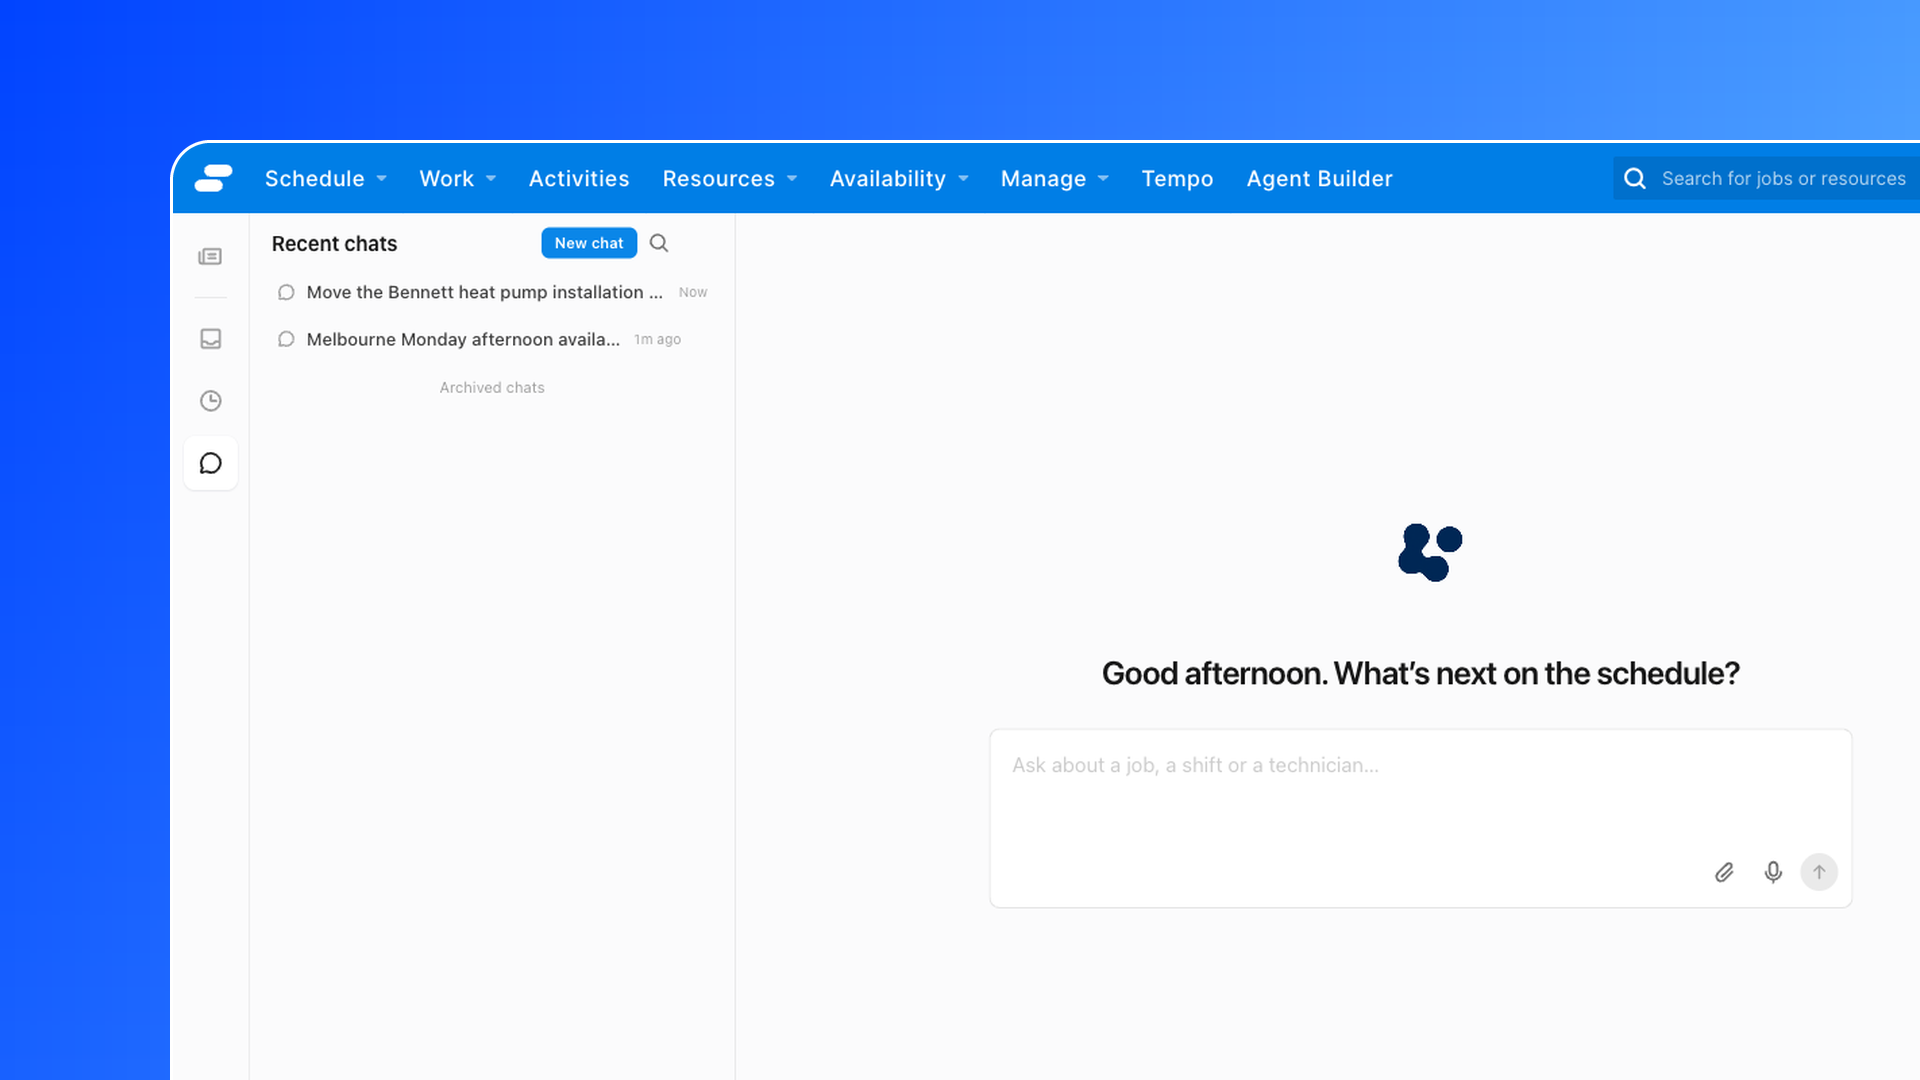 Schedule Work Activities Resources Availability Manage Tempo Agent Builder Search for jobs or resources
Recent chats New chat
Move the Bennett heat pump installation ... Now
Melbourne Monday afternoon availa... 1m ago
Archived chats
Good afternoon. What's next on the schedule?
Ask about a job, a shift or a technician...